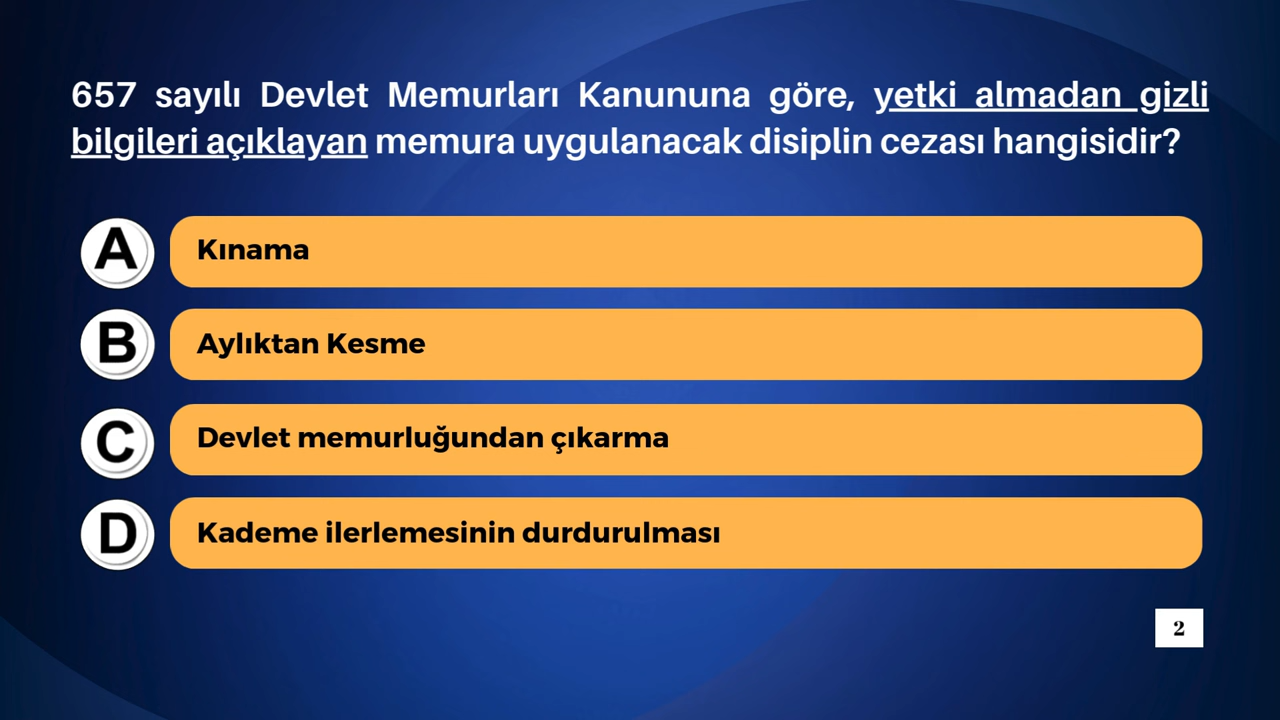 657 sayılı Devlet Memurları Kanununa göre, yetki almadan gizli
bilgileri açıklayan memura uygulanacak disiplin cezası hangisidir?
A Kınama
B Aylıktan Kesme
C Devlet memurluğundan çıkarma
D Kademe ilerlemesinin durdurulması
2